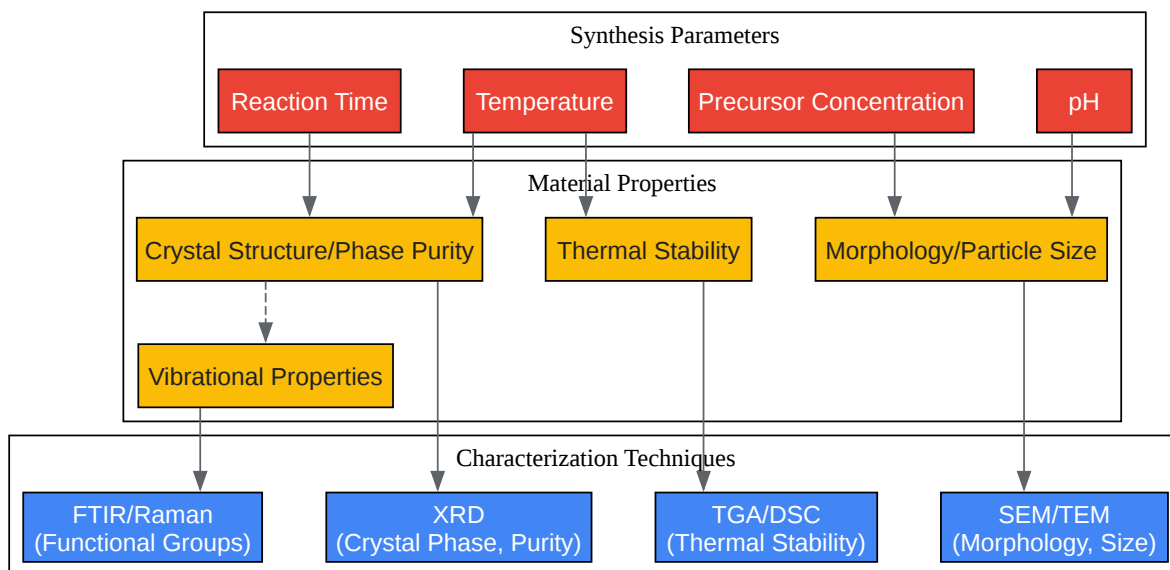 Synthesis Parameters
Reaction Time
Temperature
Precursor Concentration
pH
Material Properties
Crystal Structure/Phase Purity
Thermal Stability
Morphology/Particle Size
Vibrational Properties
Characterization Techniques
FTIR/Raman
(Functional Groups)
XRD
(Crystal Phase, Purity)
TGA/DSC
(Thermal Stability)
SEM/TEM
(Morphology, Size)